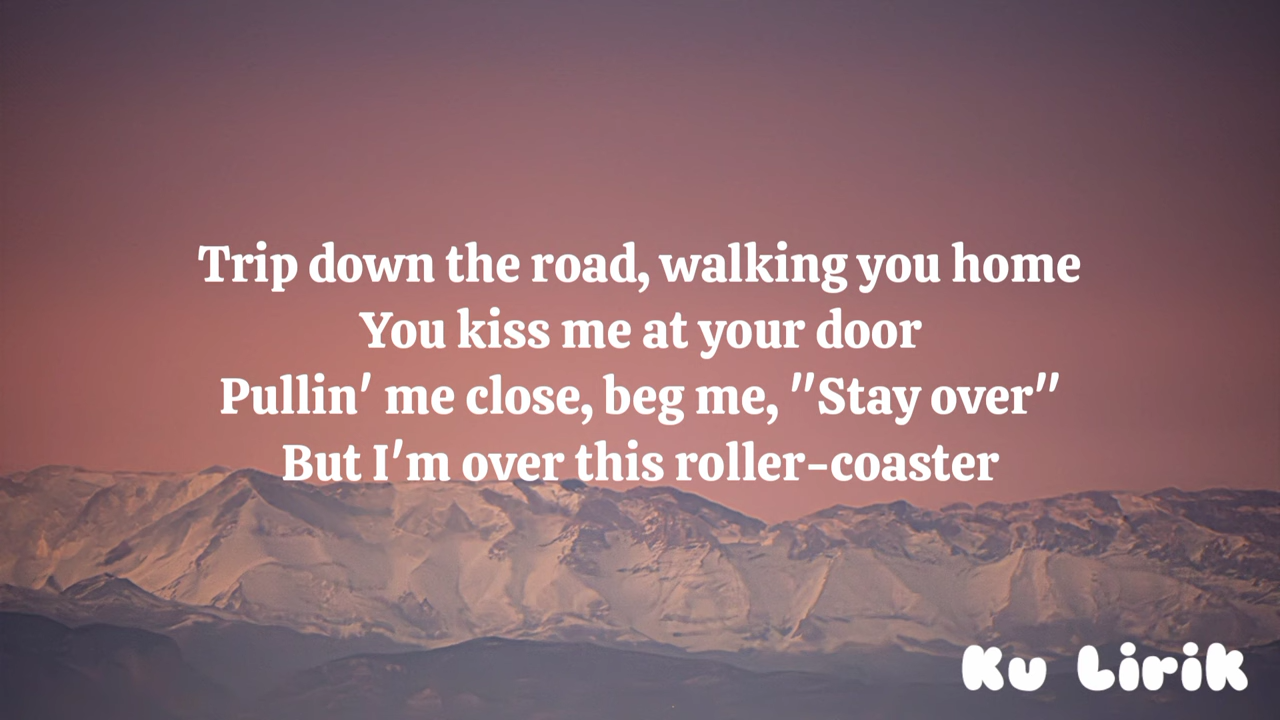 Trip down the road, walking you home
You kiss me at your door
Pullin' me close, beg me, "Stay over"
But I'm over this roller-coaster
Ku Lirik